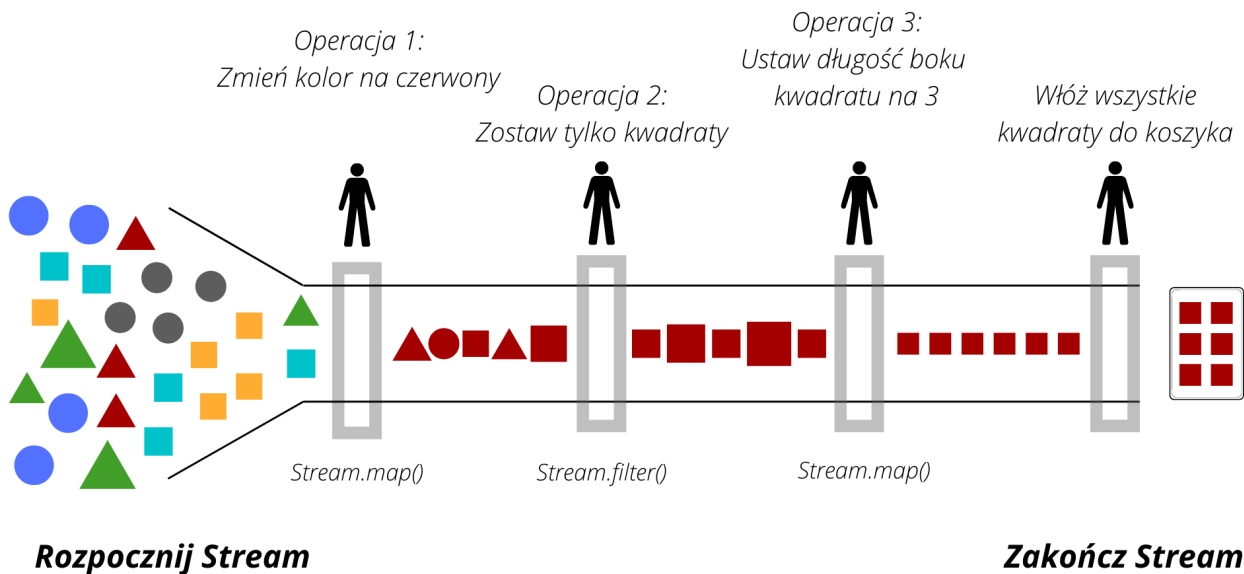 Operacja 1:
Zmień kolor na czerwony
Operacja 2:
Zostaw tylko kwadraty
Operacja 3:
Ustaw długość boku
kwadratu na 3
Włóż wszystkie
kwadraty do koszyka
Stream.map()
Stream.filter()
Stream.map()
Rozpocznij Stream
Zakończ Stream